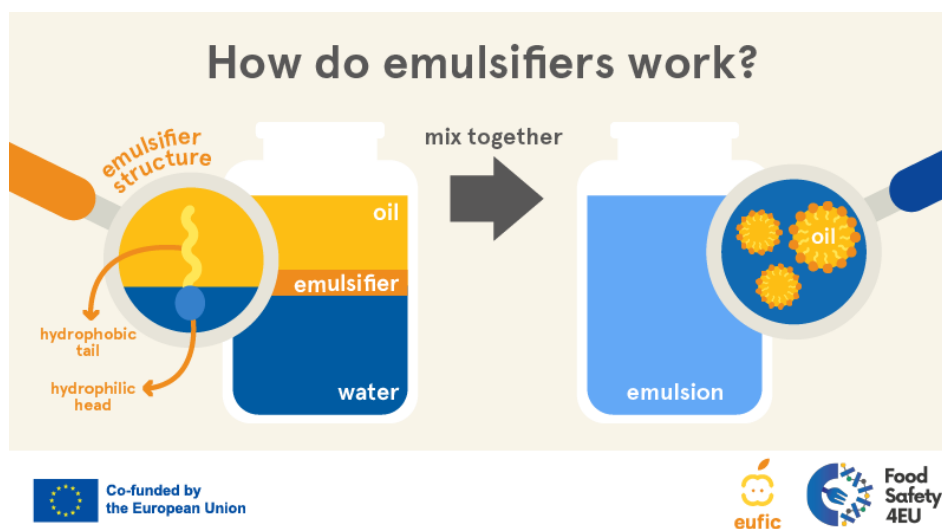 How do emulsifiers work?
emulsifier
structure
mix together
oil
emulsifier
water
hydrophobic
tail
hydrophilic
head
emulsion
oil
Co-funded by
the European Union
eufic
Food
Safety
4EU